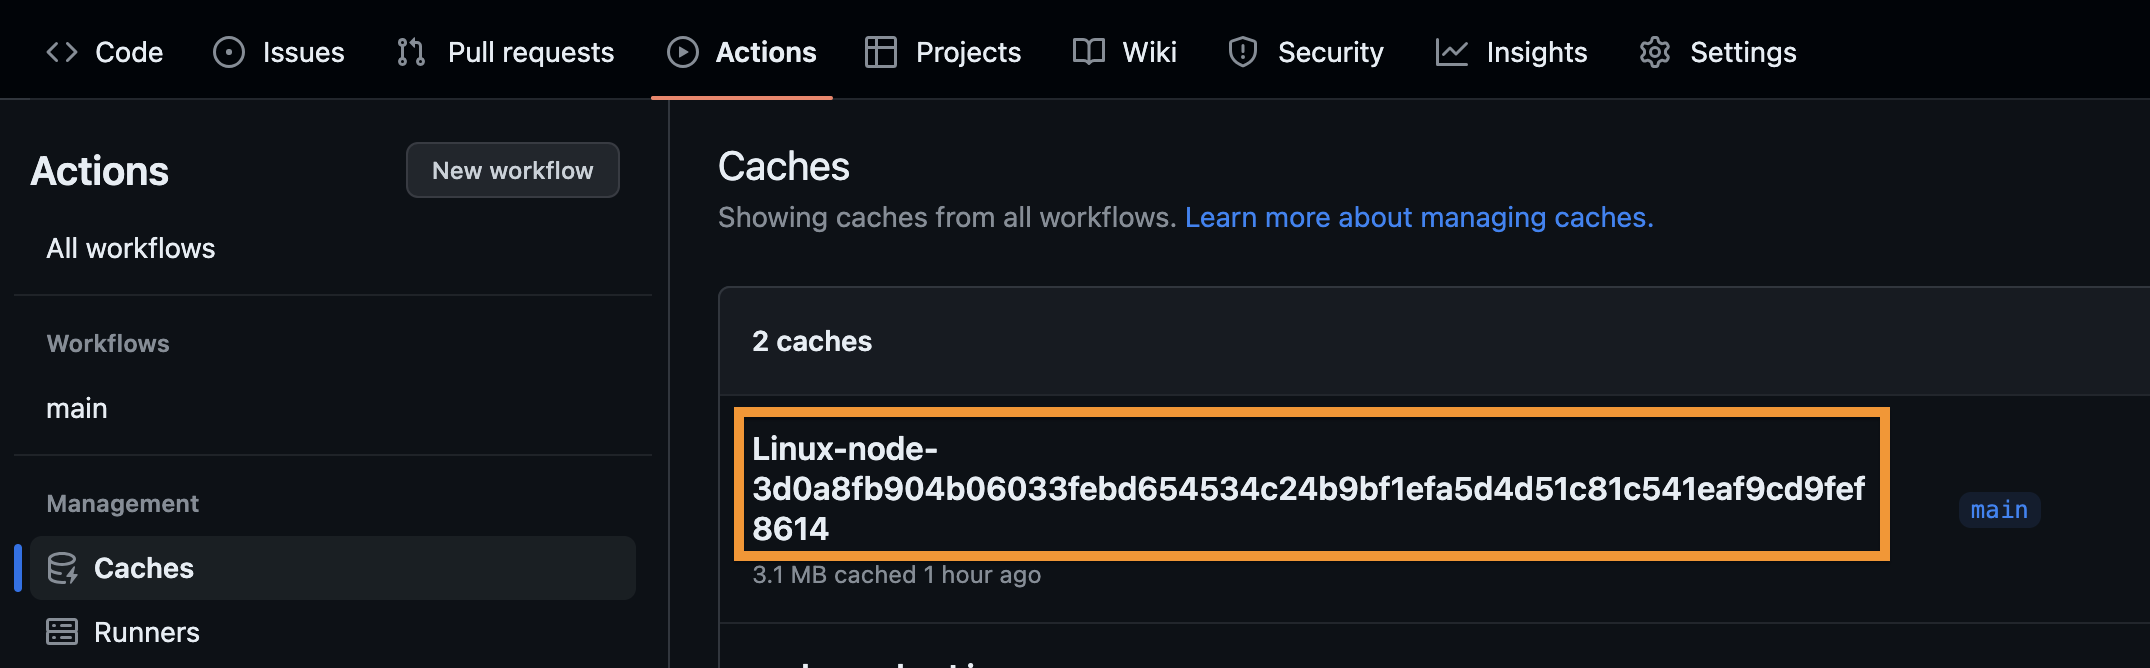 Code Issues Pull requests Actions Projects Wiki Security Insights Settings
Actions
New workflow
All workflows
Workflows
main
Management
Caches
Runners
Caches
Showing caches from all workflows. Learn more about managing caches.
2 caches
Linux-node-
3d0a8fb904b06033febd654534c24b9bf1efa5d4d51c81c541eaf9cd9fef
8614
main
3.1 MB cached 1 hour ago